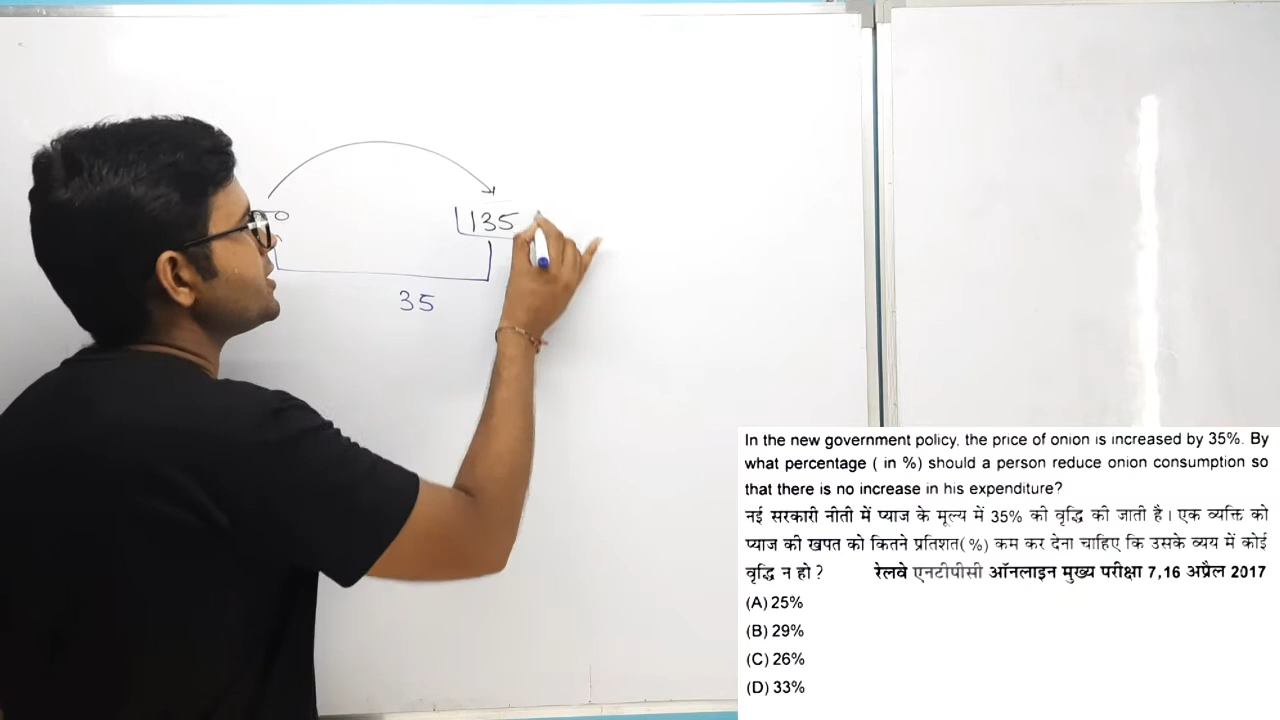 135
35
In the new government policy, the price of onion is increased by 35%. By
what percentage ( in %) should a person reduce onion consumption so
that there is no increase in his expenditure?
नई सरकारी नीती में प्याज के मूल्य में 35% की वृद्धि की जाती है। एक व्यक्ति को
प्याज की खपत को कितने प्रतिशत(%) कम कर देना चाहिए कि उसके व्यय में कोई
वृद्धि न हो ? रेलवे एनटीपीसी ऑनलाइन मुख्य परीक्षा 7,16 अप्रैल 2017
(A) 25%
(B) 29%
(C) 26%
(D) 33%